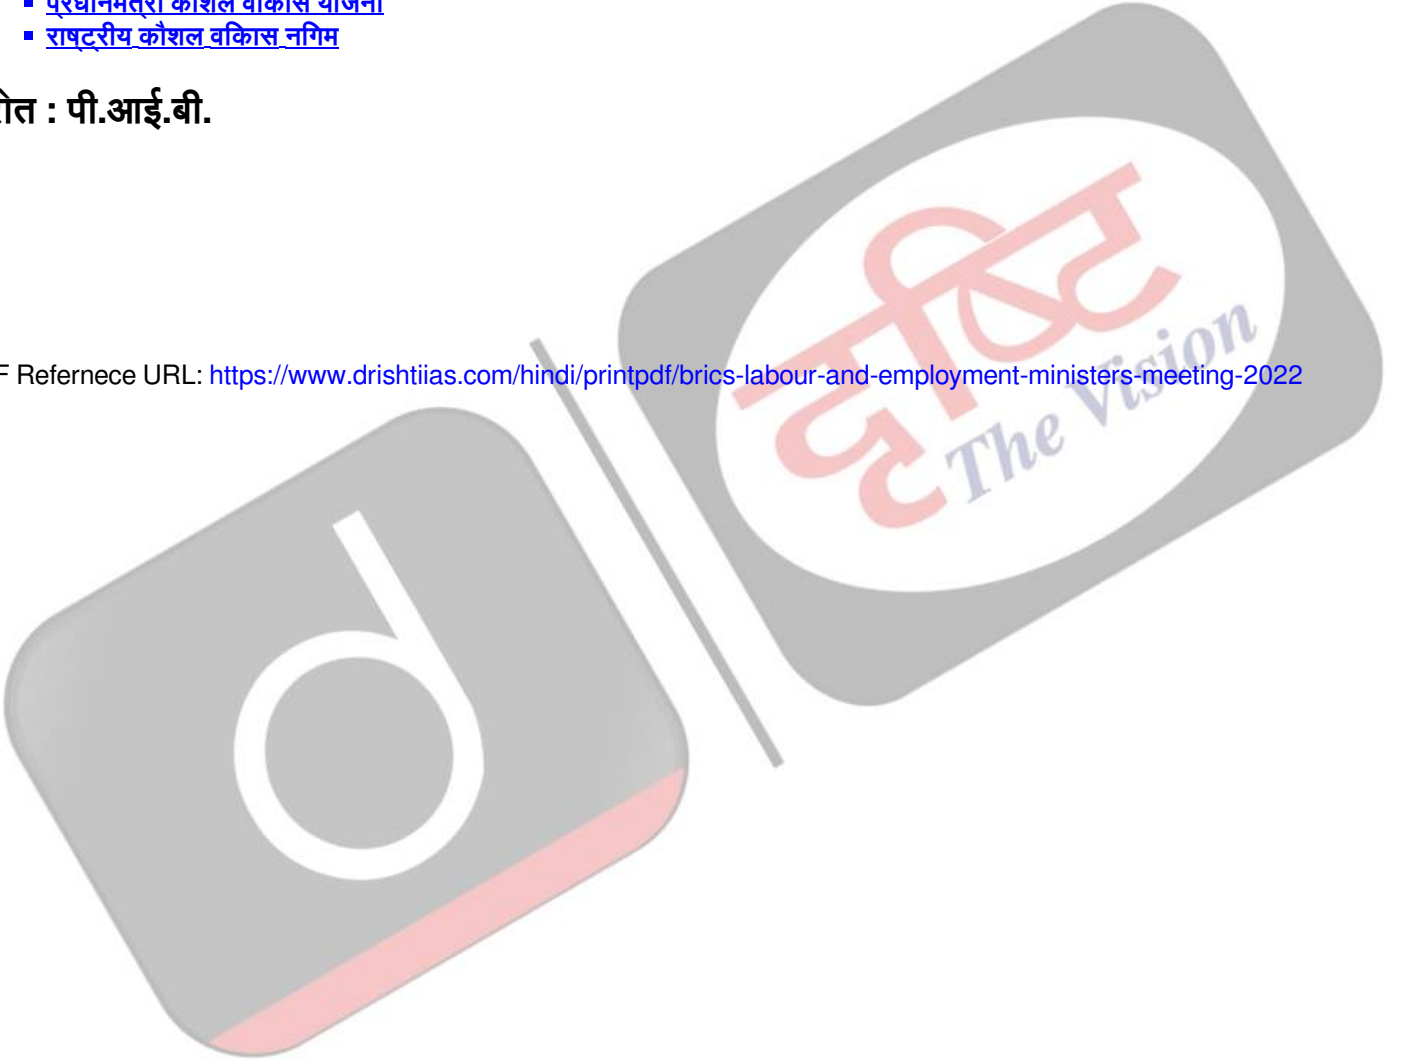 प्रधानमंत्री कौशल विकास योजना
राष्ट्रीय कौशल विकास निगम
: पी.आई.बी.
Refernece URL: https://www.drishtiias.com/hindi/printpdf/brics-labour-and-employment-ministers-meeting-2022
दृष्टि
The Vision
d